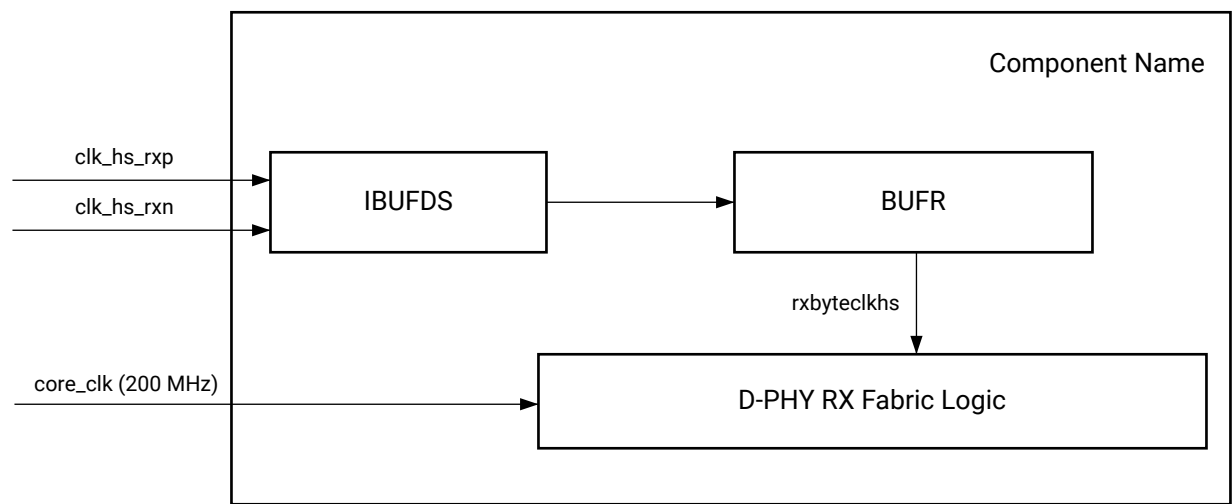 Component Name
clk_hs_rxp
clk_hs_rxn
IBUFDS
BUFR
rxbyteclkhs
core_clk (200 MHz)
D-PHY RX Fabric Logic